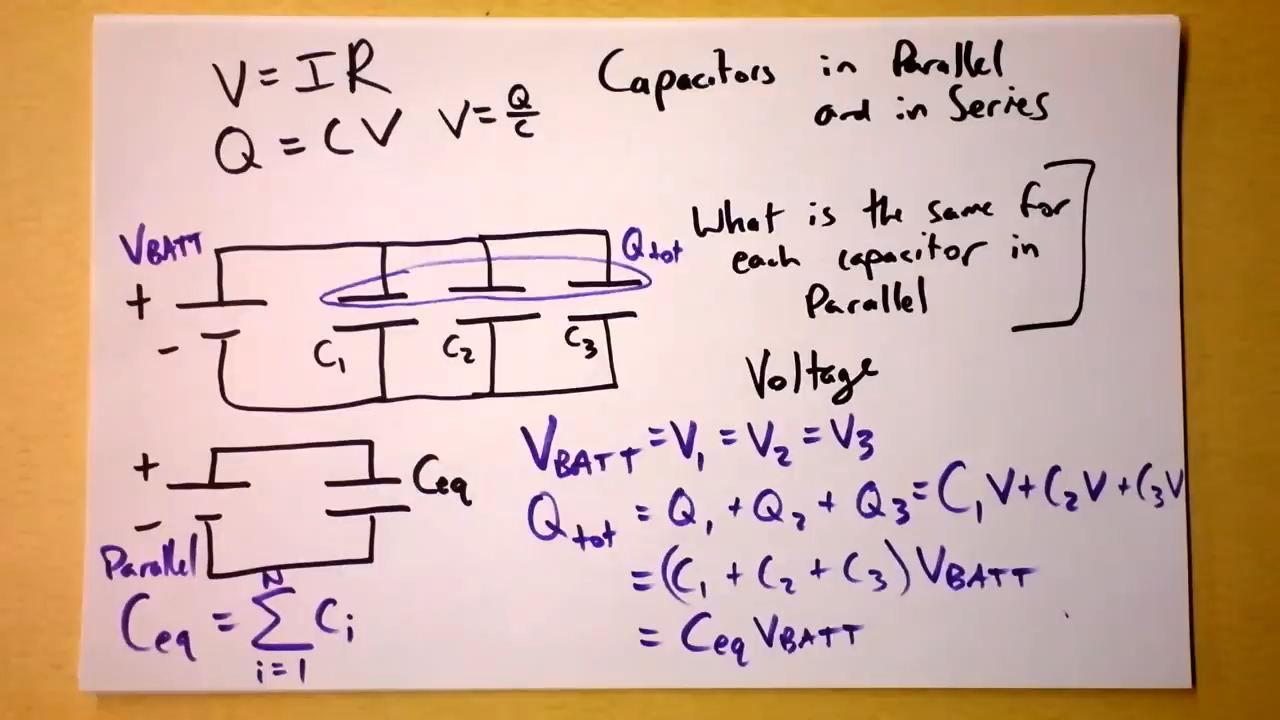 V = IR
Q = CV V = Q/C
Capacitors in Parallel
and in Series
VBATT
+
-
Qtot
C1
C2
C3
What is the same for
each capacitor in
Parallel
Voltage
+
-
Ceq
Parallel
Ceq = N∑i=1 Ci
VBATT = V1 = V2 = V3
Qtot = Q1 + Q2 + Q3 = C1V + C2V + C3V
= (C1 + C2 + C3) VBATT
= Ceq VBATT